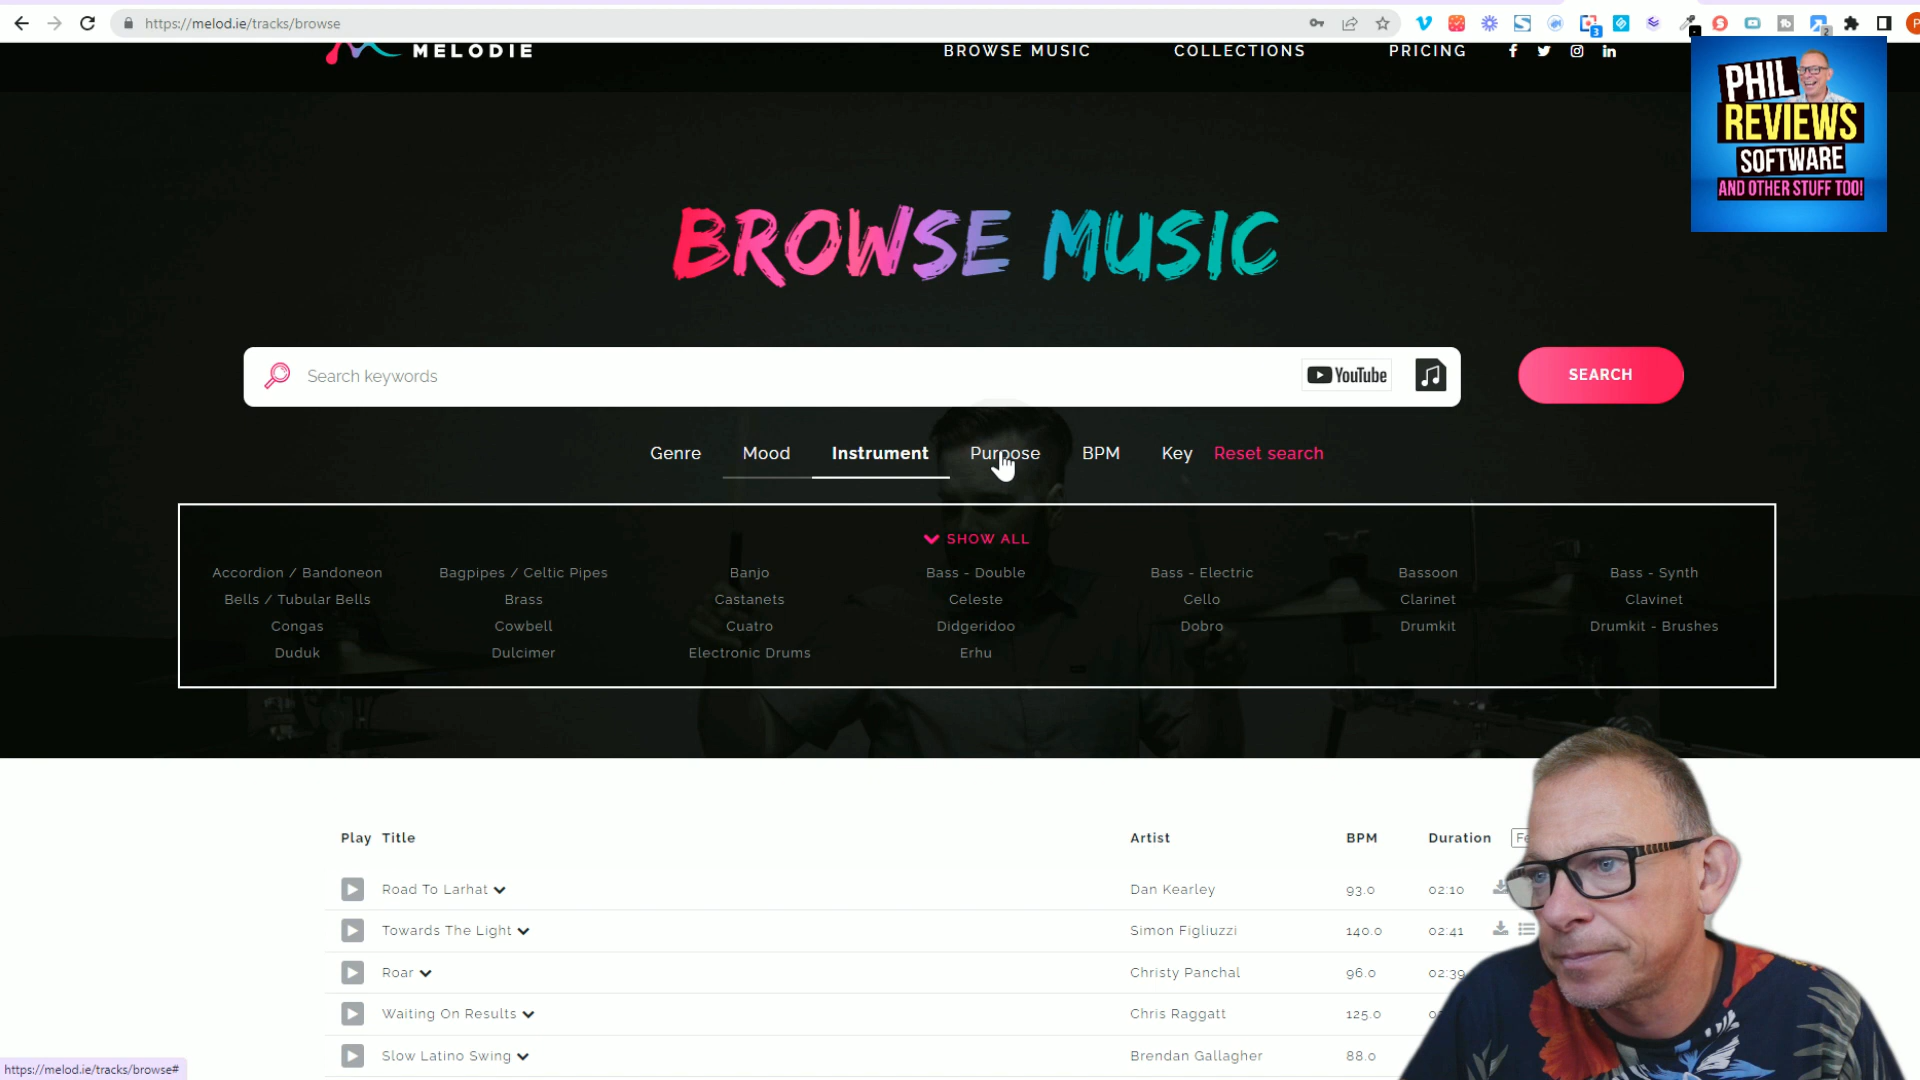 https://melod.ie/tracks/browse
MELODIE
BROWSE MUSIC
COLLECTIONS
PRICING
PHIL
REVIEWS
SOFTWARE
AND OTHER STUFF TOO!
BROWSE MUSIC
Search keywords
YouTube
SEARCH
Genre
Mood
Instrument
Purpose
BPM
Key
Reset search
SHOW ALL
Accordion / Bandoneon
Bagpipes / Celtic Pipes
Banjo
Bass - Double
Bass - Electric
Bassoon
Bass - Synth
Bells / Tubular Bells
Brass
Castanets
Celeste
Cello
Clarinet
Clavinet
Congas
Cowbell
Cuatro
Didgeridoo
Dobro
Drumkit
Drumkit - Brushes
Duduk
Dulcimer
Electronic Drums
Erhu
Play Title Artist BPM Duration
Road To Larhat Dan Kearley 93.0 02:10
Towards The Light Simon Figliuzzi 140.0 02:41
Roar Christy Panchal 96.0 02:39
Waiting On Results Chris Raggatt 125.0
Slow Latino Swing Brendan Gallagher 88.0
https://melod.ie/tracks/browse#